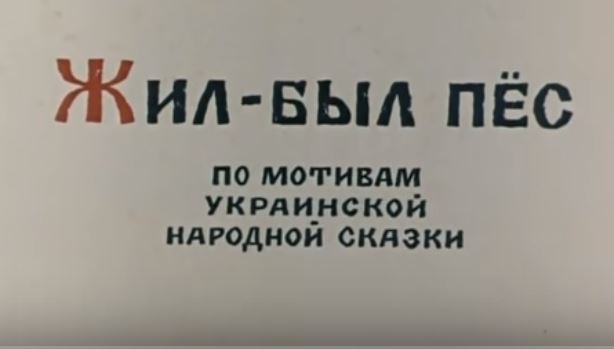 Жил-был пёс
по мотивам
украинской
народной сказки